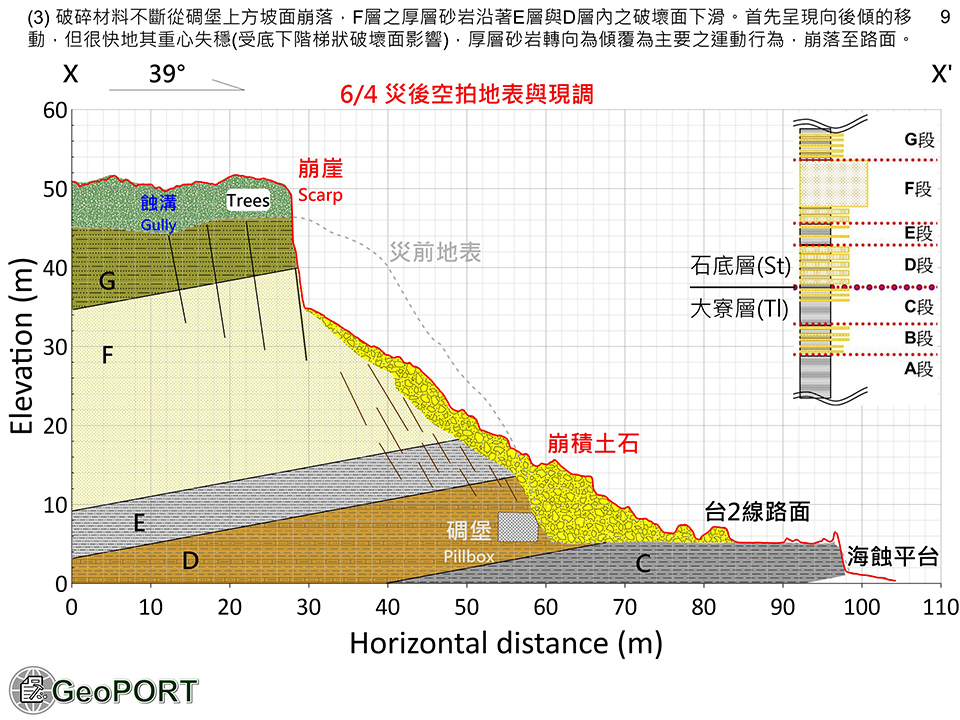 (3) 破碎材料不斷從碉堡上方坡面崩落，F層之厚層砂岩沿著E層與D層內之破壞面下滑。首先呈現向後傾的移
動，但很快地其重心失穩(受底下階梯狀破壞面影響)，厚層砂岩轉向為傾覆為主要之運動行為，崩落至路面。
9
X
39°
X'
6/4 災後空拍地表與現調
崩崖
Scarp
蝕溝
Gully
Trees
災前地表
崩積土石
台2線路面
海蝕平台
碉堡
Pillbox
G
F
E
D
C
石底層(St)
大寮層(Tl)
G段
F段
E段
D段
C段
B段
A段
Elevation (m)
60
50
40
30
20
10
0
0 10 20 30 40 50 60 70 80 90 100 110
Horizontal distance (m)
GeoPORT